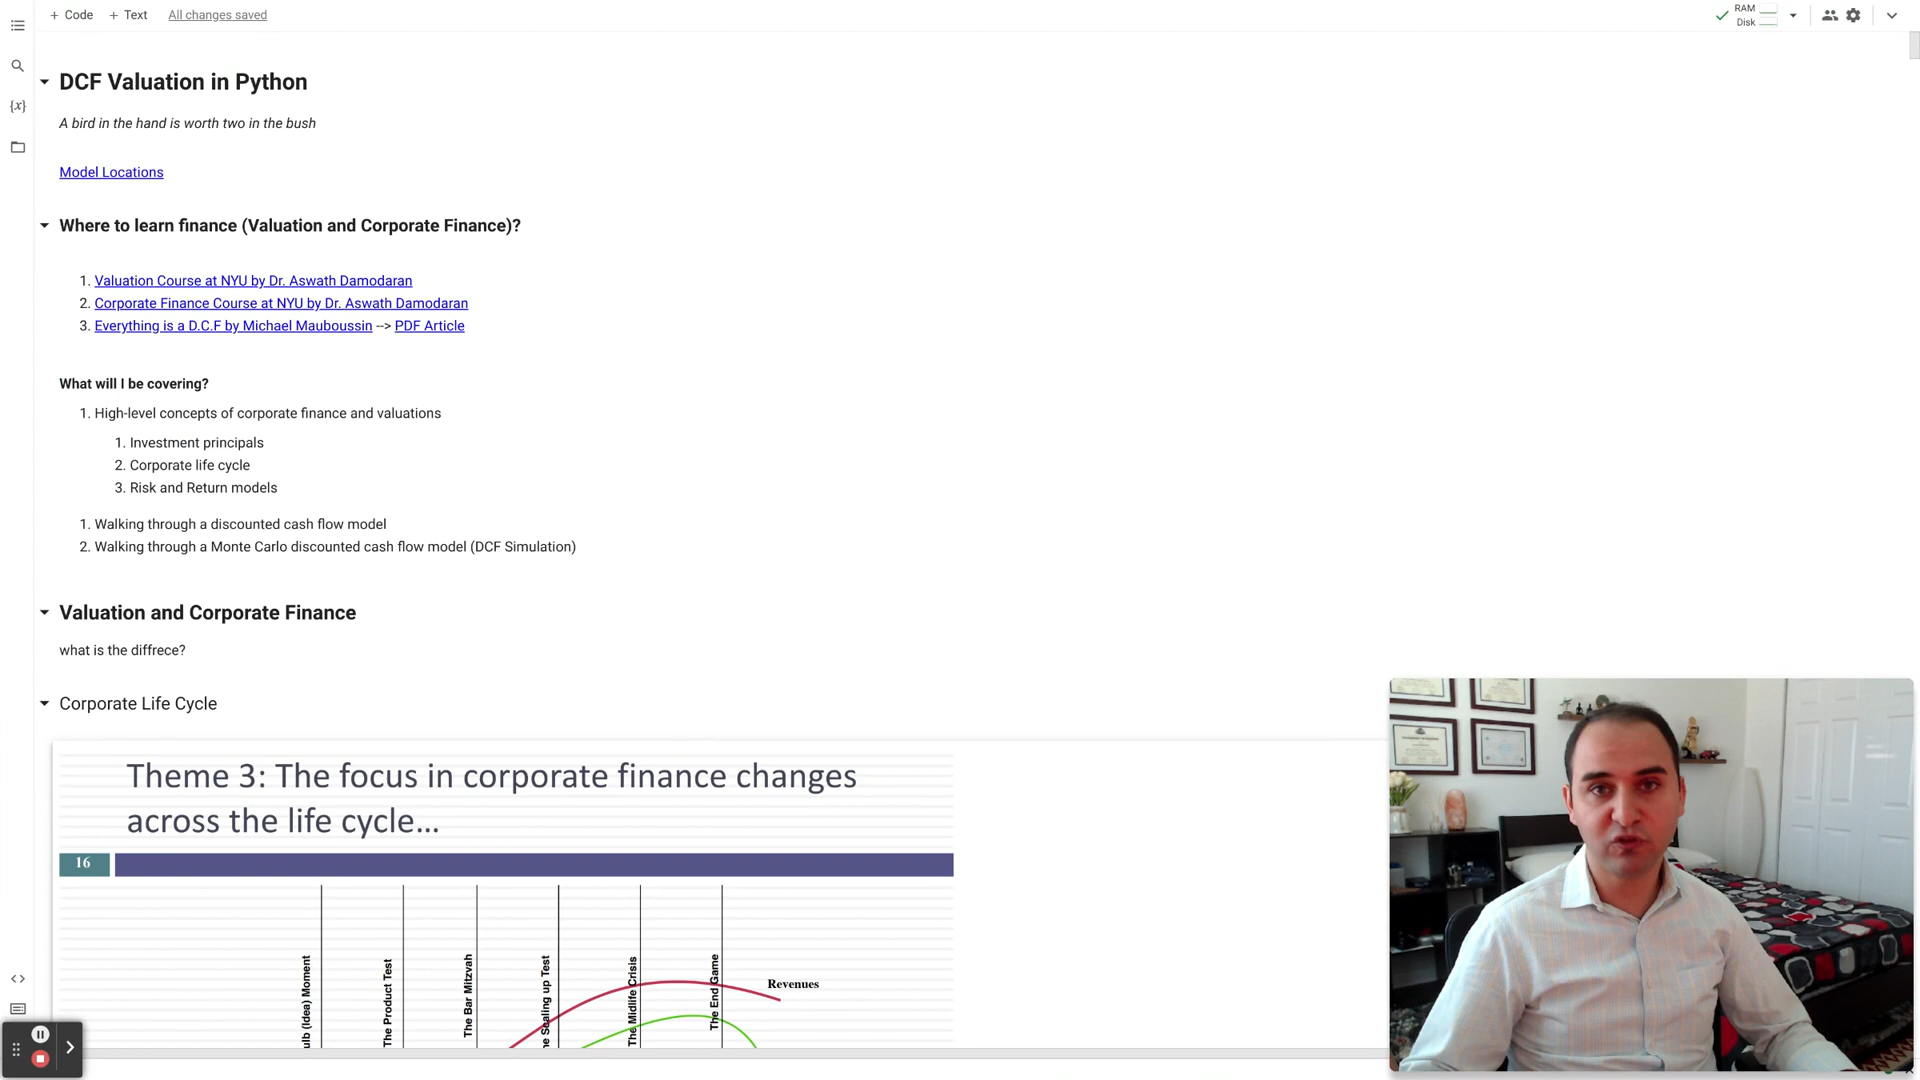 + Code + Text All changes saved
RAM
Disk
DCF Valuation in Python
A bird in the hand is worth two in the bush
{x}
Model Locations
Where to learn finance (Valuation and Corporate Finance)?
1. Valuation Course at NYU by Dr. Aswath Damodaran
2. Corporate Finance Course at NYU by Dr. Aswath Damodaran
3. Everything is a D.C.F by Michael Mauboussin --> PDF Article
What will I be covering?
1. High-level concepts of corporate finance and valuations
1. Investment principals
2. Corporate life cycle
3. Risk and Return models
1. Walking through a discounted cash flow model
2. Walking through a Monte Carlo discounted cash flow model (DCF Simulation)
Valuation and Corporate Finance
what is the diffrece?
Corporate Life Cycle
Theme 3: The focus in corporate finance changes
across the life cycle...
16
ulb (Idea) Moment
The Product Test
The Bar Mitzvah
he Scaling up Test
The Midlife Crisis
The End Game
Revenues